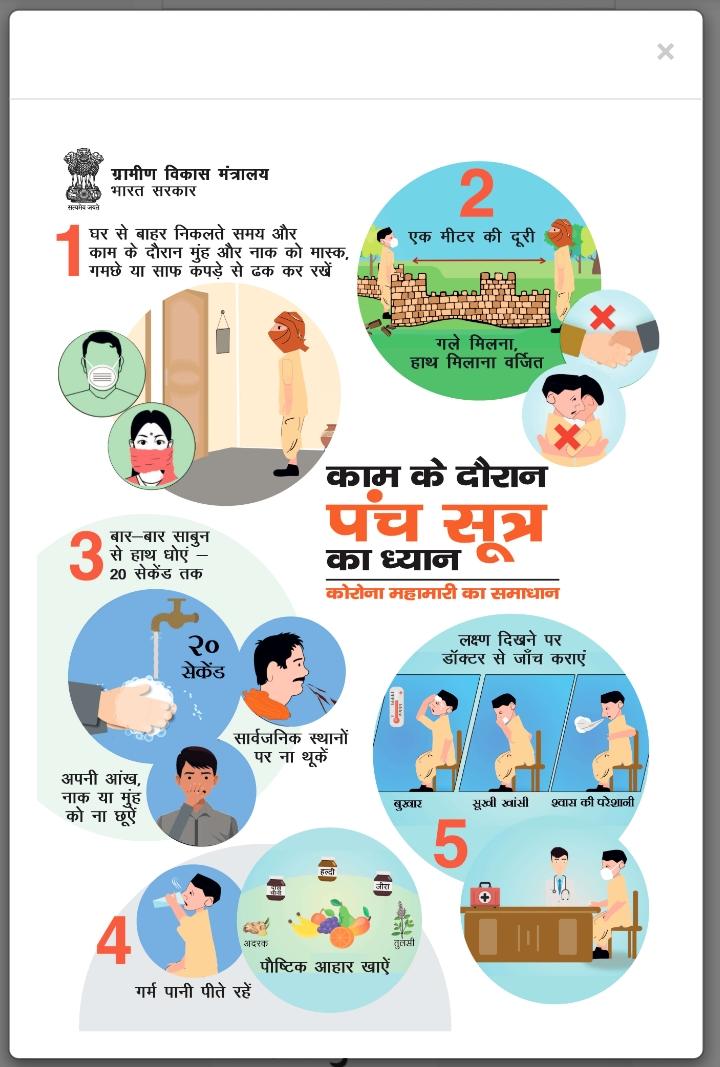 सत्यमेव जयते
ग्रामीण विकास मंत्रालय
भारत सरकार
1
घर से बाहर निकलते समय और
काम के दौरान मुंह और नाक को मास्क,
गमछे या साफ कपड़े से ढक कर रखें
2
एक मीटर की दूरी
गले मिलना,
हाथ मिलाना वर्जित
काम के दौरान
पंच सूत्र
का ध्यान
कोरोना महामारी का समाधान
3
बार–बार साबुन
से हाथ धोएं –
20 सेकेंड तक
२०
सेकेंड
सार्वजनिक स्थानों
पर ना थूकें
अपनी आंख,
नाक या मुंह
को ना छूऐं
4
गर्म पानी पीते रहें
हल्दी
जीरा
अदरक
तुलसी
पौष्टिक आहार खाऐं
लक्ष्ण दिखने पर
डॉक्टर से जाँच कराएं
बुखार
सूखी खांसी
श्वास की परेशानी
5